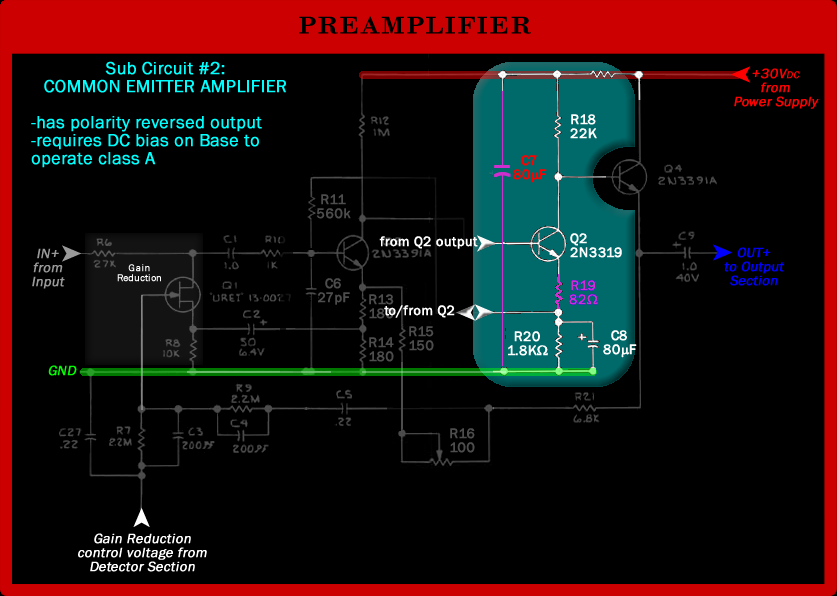 PREAMPLIFIER
Sub Circuit #2:
COMMON EMITTER AMPLIFIER
-has polarity reversed output
-requires DC bias on Base to
operate class A
+30VDC
from
Power Supply
R12
1M
R18
22K
C7
80µF
Q4
2N3391A
R11
560k
from Q2 output
Q2
2N3319
2N3391A
IN+
from
Input
R6
27K
Gain
Reduction
C1
1.0
R10
1K
C9
+
1.0
40V
OUT+
to Output
Section
Q1
"URET" 13-0027
C6
27pF
R13
180
to/from Q2
R19
82Ω
C2
+
50
6.4V
R8
10K
R14
180
R15
150
R20
1.8KΩ
+
C8
80µF
GND
R9
2.2M
C5
.22
R21
6.8K
C27
.22
R7
2.2M
C3
200PF
C4
200PF
R16
100
Gain Reduction
control voltage from
Detector Section